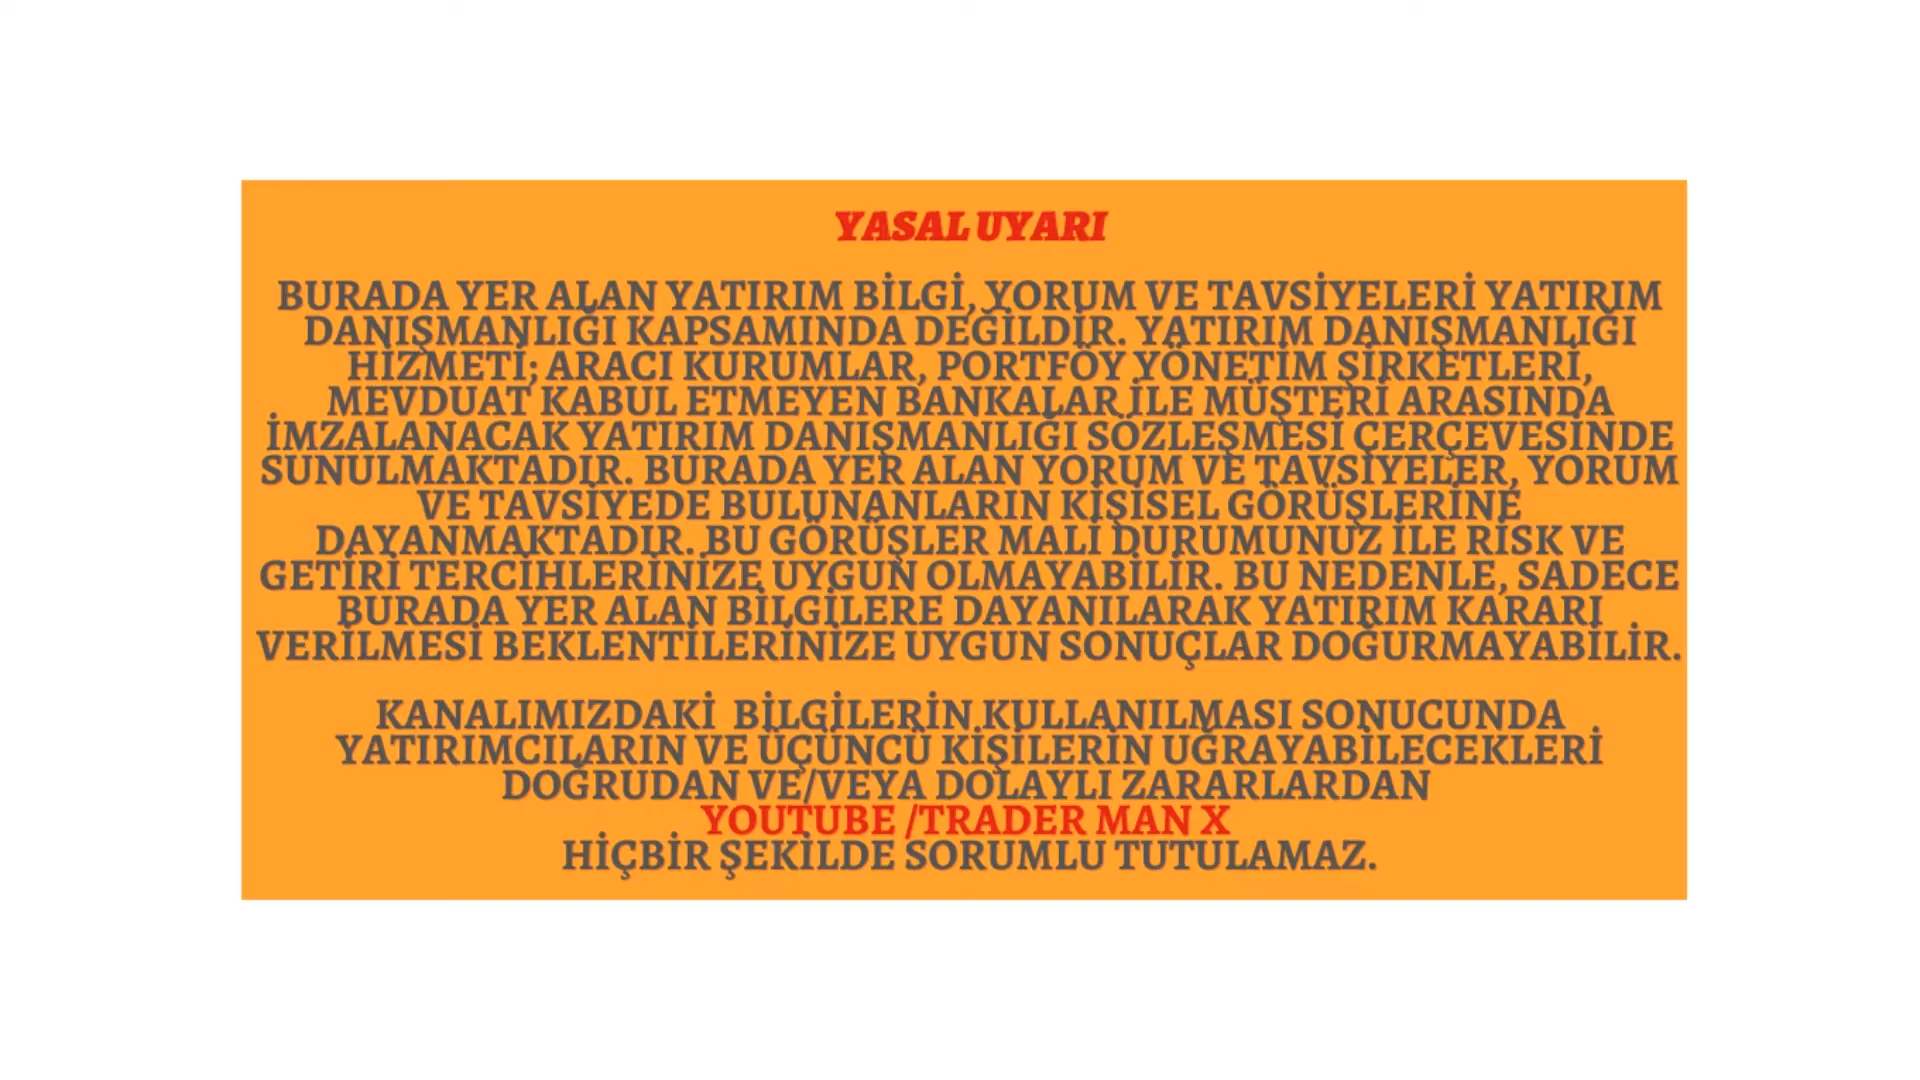 YASAL UYARI
BURADA YER ALAN YATIRIM BİLGİ, YORUM VE TAVSİYELERİ YATIRIM
DANIŞMANLIĞI KAPSAMINDA DEĞİLDİR. YATIRIM DANIŞMANLIĞI
HİZMETİ; ARACI KURUMLAR, PORTFÖY YÖNETİM ŞİRKETLERİ,
MEVDUAT KABUL ETMEYEN BANKALAR İLE MÜŞTERİ ARASINDA
İMZALANACAK YATIRIM DANIŞMANLIĞI SÖZLEŞMESİ ÇERÇEVESİNDE
SUNULMAKTADIR. BURADA YER ALAN YORUM VE TAVSİYELER, YORUM
VE TAVSİYEDE BULUNANLARIN KİŞİSEL GÖRÜŞLERİNE
DAYANMAKTADIR. BU GÖRÜŞLER MALİ DURUMUNUZ İLE RİSK VE
GETİRİ TERCİHLERİNİZE UYGUN OLMAYABİLİR. BU NEDENLE, SADECE
BURADA YER ALAN BİLGİLERE DAYANILARAK YATIRIM KARARI
VERİLMESİ BEKLENTİLERİNİZE UYGUN SONUÇLAR DOĞURMAYABİLİR.
KANALIMIZDAKİ BİLGİLERİN KULLANILMASI SONUCUNDA
YATIRIMCILARIN VE ÜÇÜNCÜ KİŞİLERİN UĞRAYABİLECEKLERİ
DOĞRUDAN VE/VEYA DOLAYLI ZARARLARDAN
YOUTUBE /TRADER MAN X
HİÇBİR ŞEKİLDE SORUMLU TUTULAMAZ.